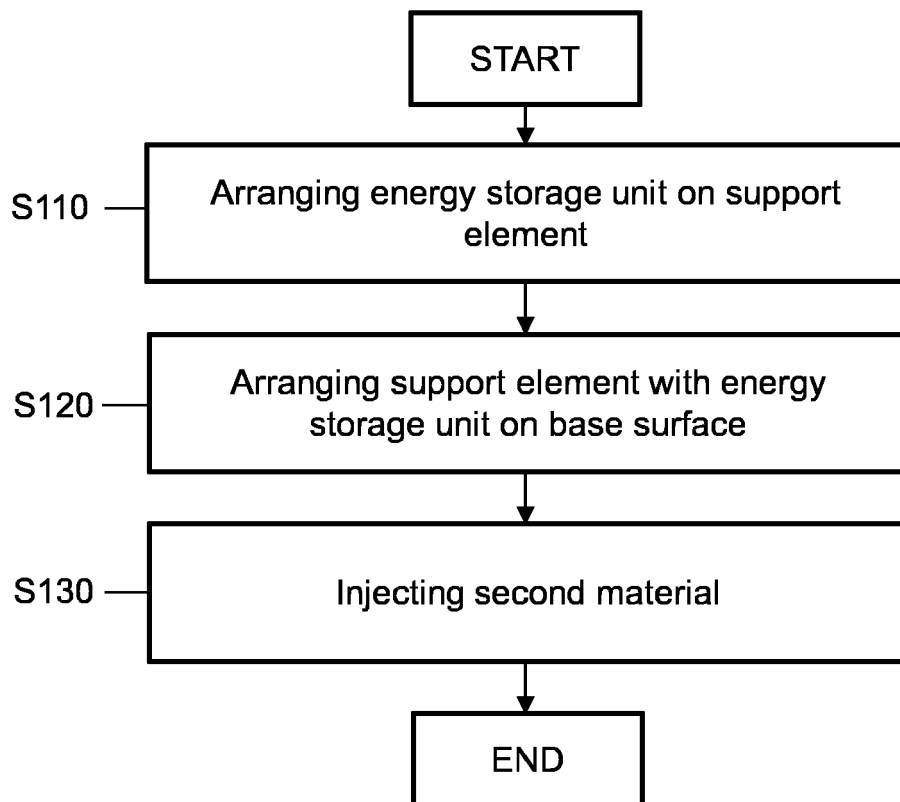 START
S110
Arranging energy storage unit on support
element
S120
Arranging support element with energy
storage unit on base surface
S130
Injecting second material
END